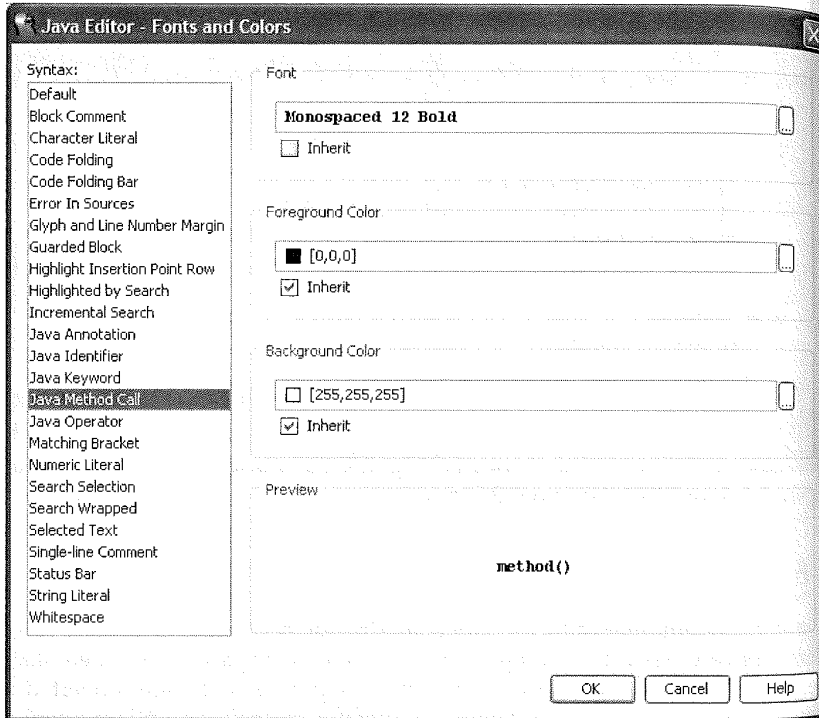 Java Editor - Fonts and Colors
Syntax:
Default
Block Comment
Character Literal
Code Folding
Code Folding Bar
Error In Sources
Glyph and Line Number Margin
Guarded Block
Highlight Insertion Point Row
Highlighted by Search
Incremental Search
Java Annotation
Java Identifier
Java Keyword
Java Method Call
Java Operator
Matching Bracket
Numeric Literal
Search Selection
Search Wrapped
Selected Text
Single-line Comment
Status Bar
String Literal
Whitespace
Font
Monospaced 12 Bold
...
Inherit
Foreground Color
[0,0,0]
...
Inherit
Background Color
[255,255,255]
...
Inherit
Preview
method()
OK Cancel Help